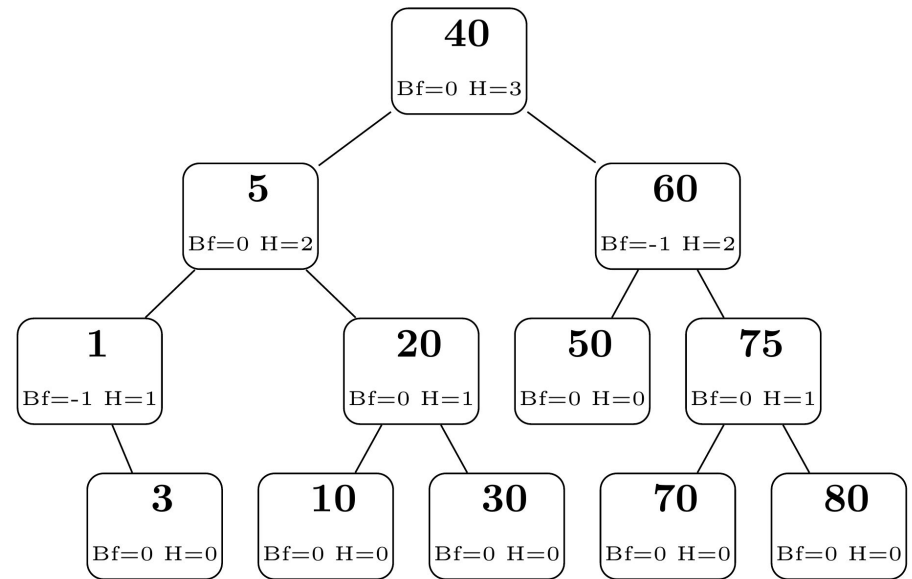 40
Bf=0 H=3
5
Bf=0 H=2
60
Bf=-1 H=2
1
Bf=-1 H=1
20
Bf=0 H=1
50
Bf=0 H=0
75
Bf=0 H=1
3
Bf=0 H=0
10
Bf=0 H=0
30
Bf=0 H=0
70
Bf=0 H=0
80
Bf=0 H=0